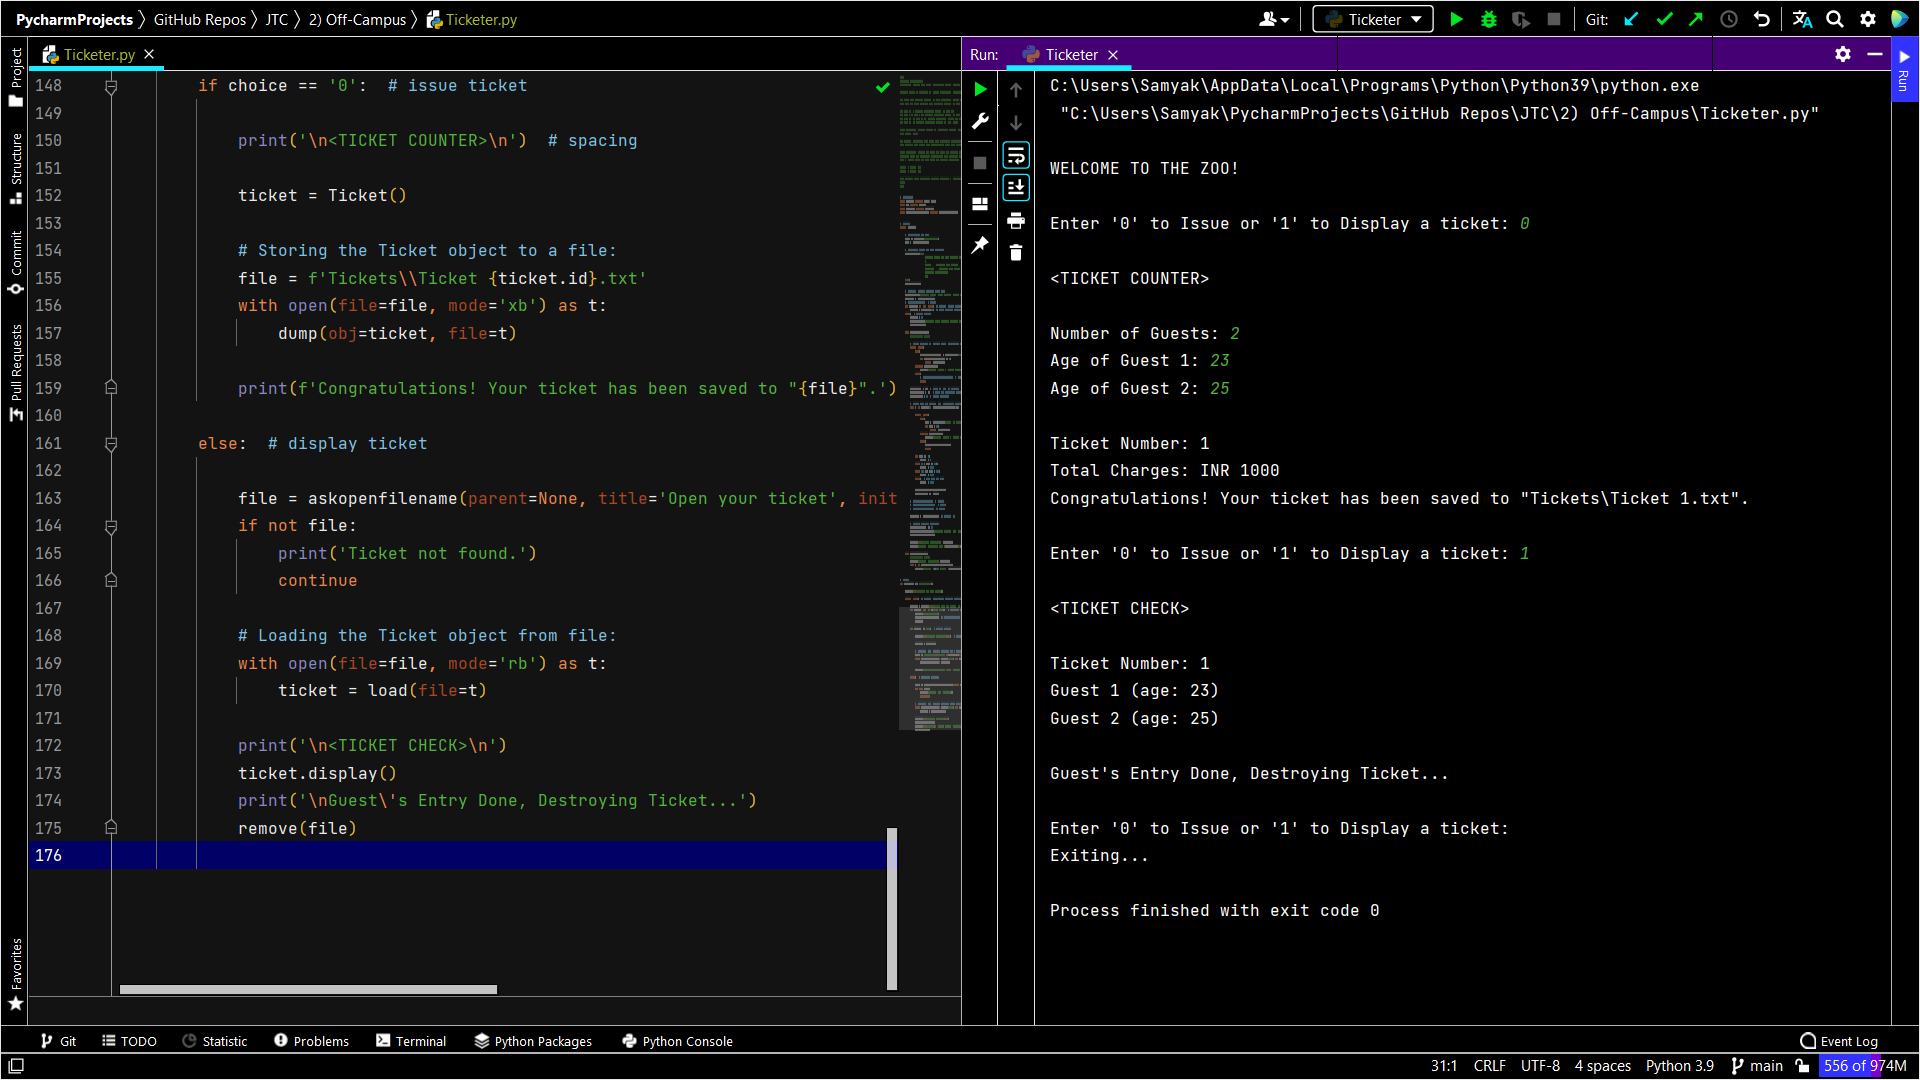 PycharmProjects 〉 GitHub Repos 〉 JTC 〉 2) Off-Campus 〉 Ticketer.py
Ticketer
Git:
Ticketer.py
Run:
Ticketer
Project
Structure
Commit
Pull Requests
Favorites
Run
148 if choice == '0':  # issue ticket
149
150 print('\n<TICKET COUNTER>\n')  # spacing
151
152 ticket = Ticket()
153
154 # Storing the Ticket object to a file:
155 file = f'Tickets\\Ticket {ticket.id}.txt'
156 with open(file=file, mode='xb') as t:
157 dump(obj=ticket, file=t)
158
159 print(f'Congratulations! Your ticket has been saved to "{file}".')
160
161 else:  # display ticket
162
163 file = askopenfilename(parent=None, title='Open your ticket', init
164 if not file:
165 print('Ticket not found.')
166 continue
167
168 # Loading the Ticket object from file:
169 with open(file=file, mode='rb') as t:
170 ticket = load(file=t)
171
172 print('\n<TICKET CHECK>\n')
173 ticket.display()
174 print('\nGuest\'s Entry Done, Destroying Ticket...')
175 remove(file)
176
C:\Users\Samyak\AppData\Local\Programs\Python\Python39\python.exe
"C:\Users\Samyak\PycharmProjects\GitHub Repos\JTC\2) Off-Campus\Ticketer.py"
WELCOME TO THE ZOO!
Enter '0' to Issue or '1' to Display a ticket: 0
<TICKET COUNTER>
Number of Guests: 2
Age of Guest 1: 23
Age of Guest 2: 25
Ticket Number: 1
Total Charges: INR 1000
Congratulations! Your ticket has been saved to "Tickets\Ticket 1.txt".
Enter '0' to Issue or '1' to Display a ticket: 1
<TICKET CHECK>
Ticket Number: 1
Guest 1 (age: 23)
Guest 2 (age: 25)
Guest's Entry Done, Destroying Ticket...
Enter '0' to Issue or '1' to Display a ticket:
Exiting...
Process finished with exit code 0
Git
TODO
Statistic
Problems
Terminal
Python Packages
Python Console
Event Log
31:1
CRLF
UTF-8
4 spaces
Python 3.9
main
556 of 974M